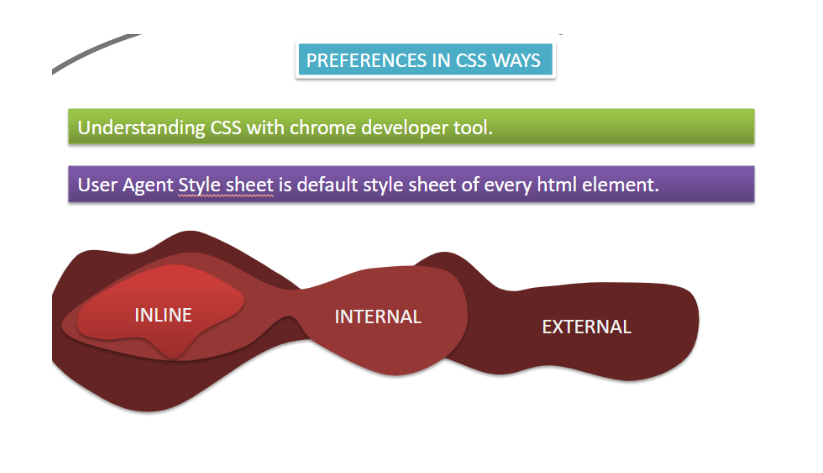 PREFERENCES IN CSS WAYS
Understanding CSS with chrome developer tool.
User Agent Style sheet is default style sheet of every html element.
INLINE
INTERNAL
EXTERNAL